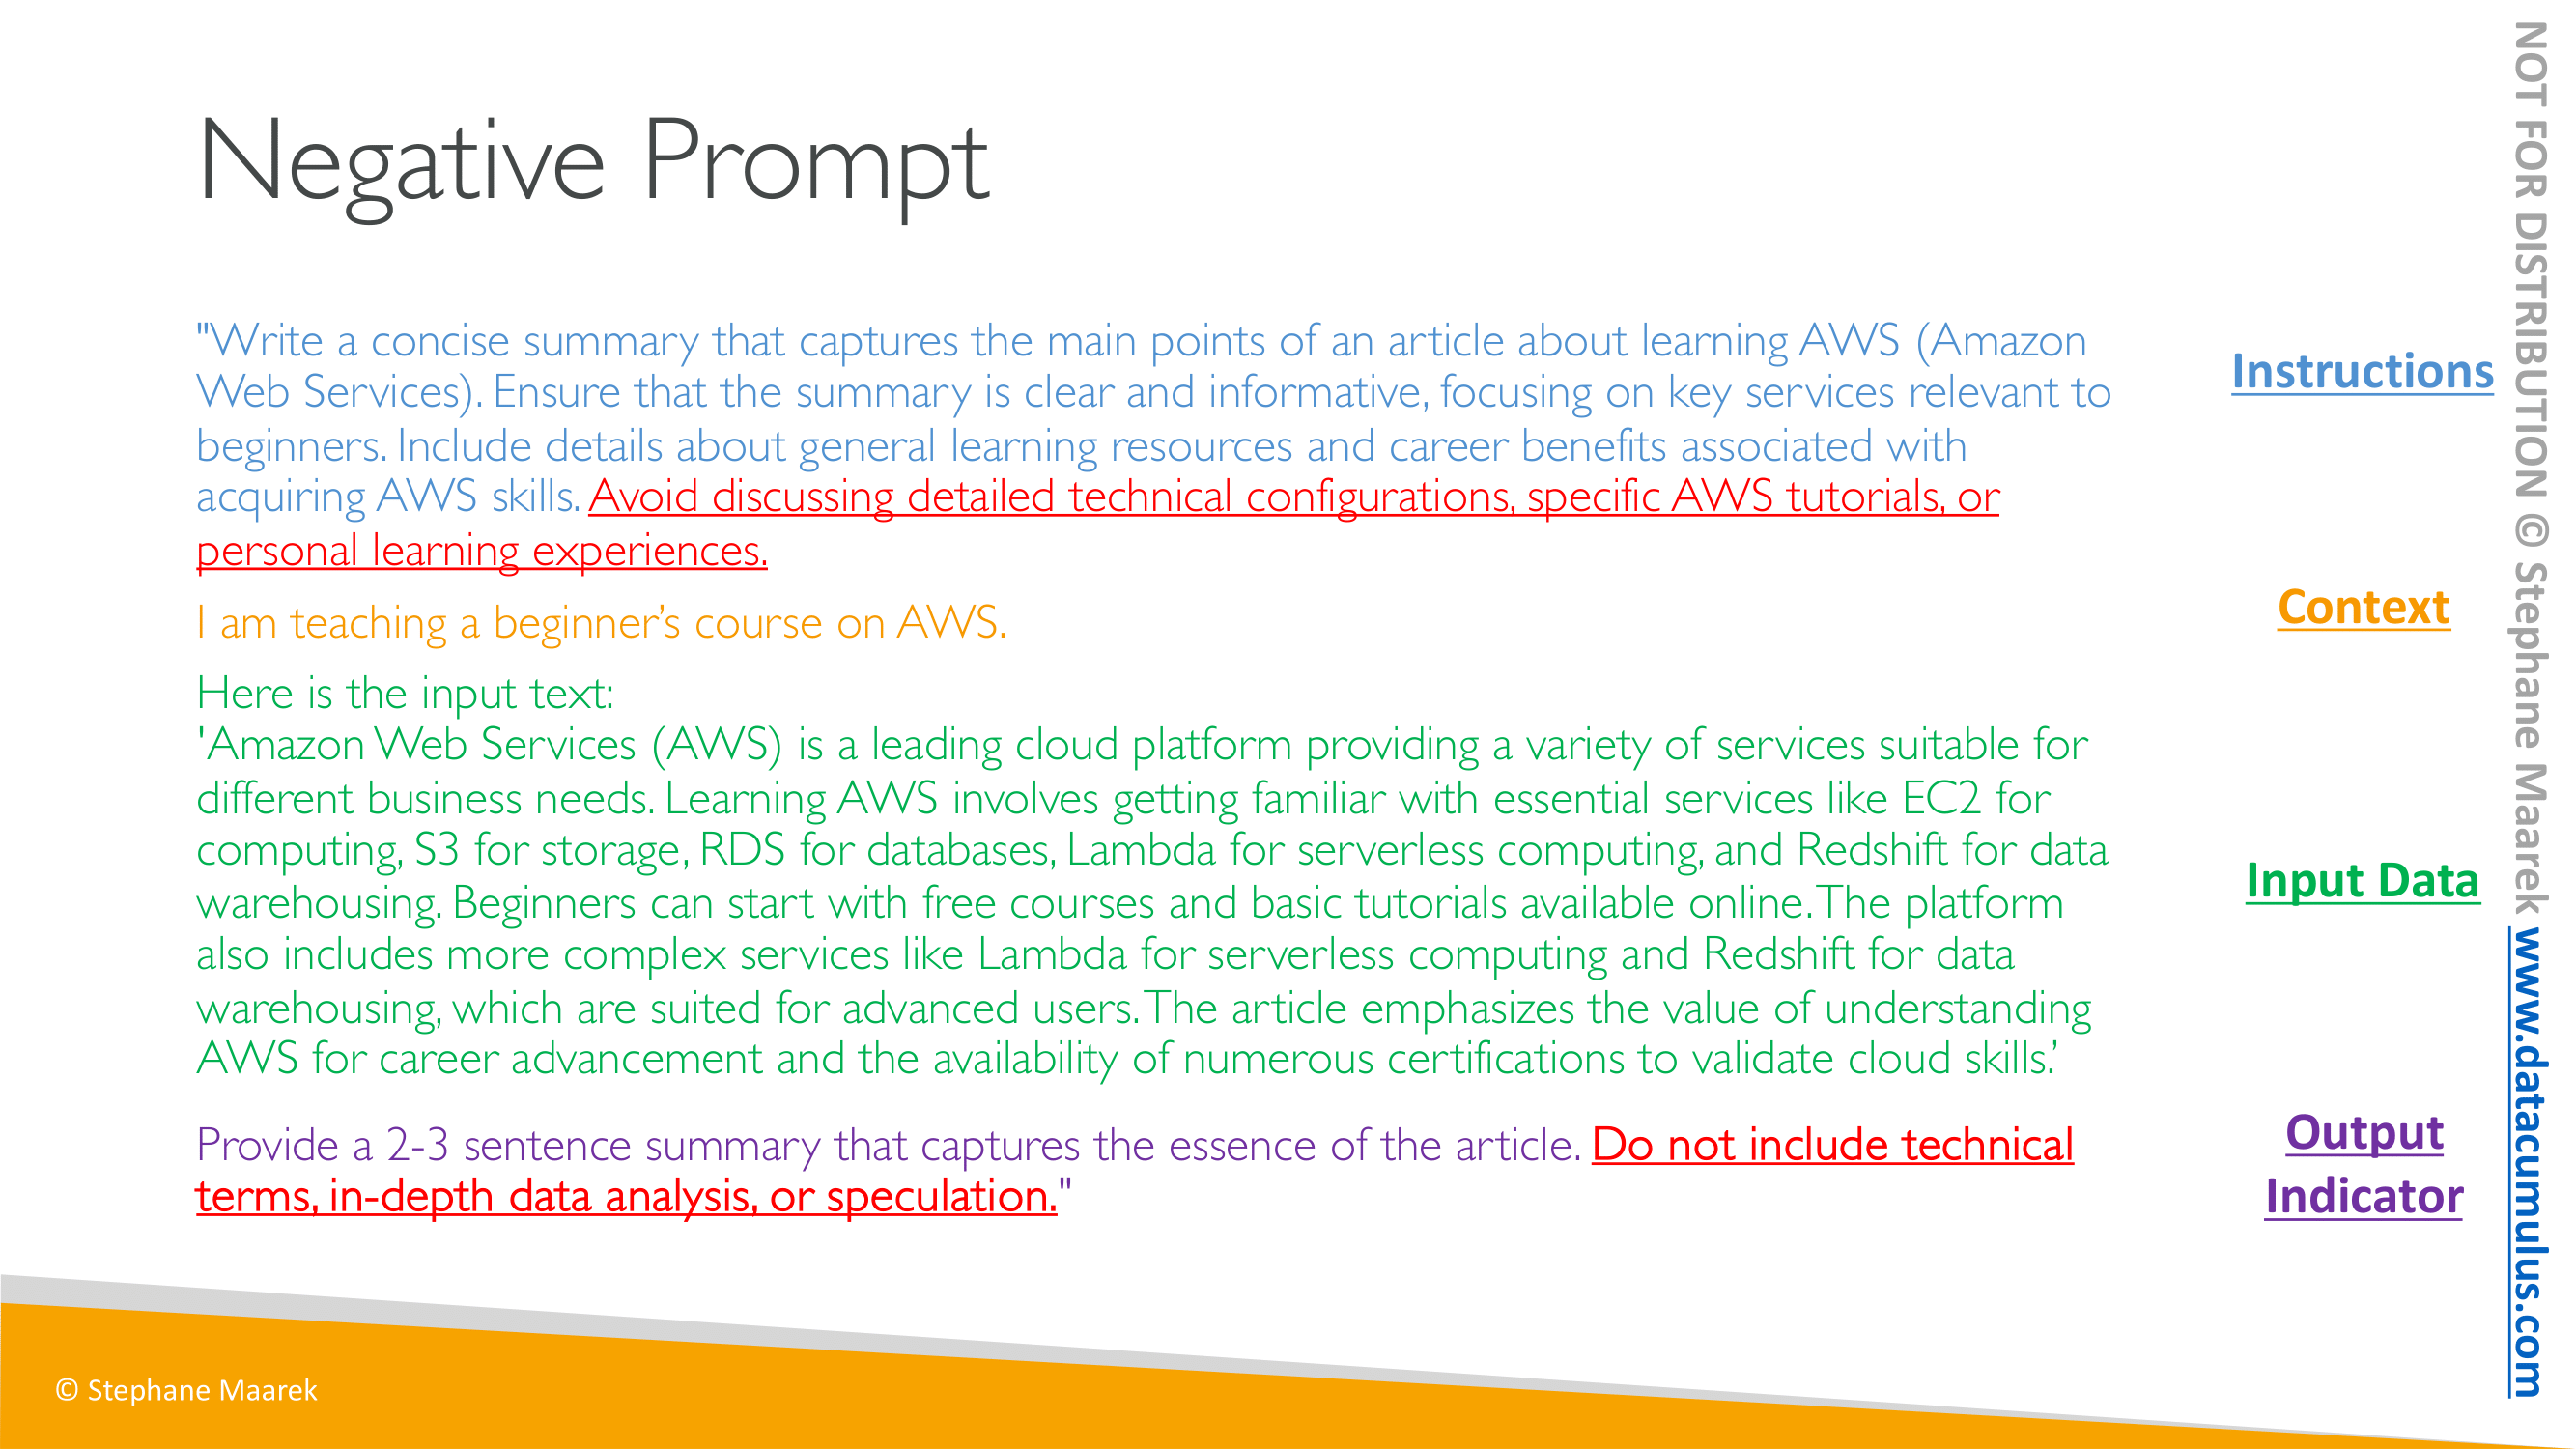 Negative Prompt
"Write a concise summary that captures the main points of an article about learning AWS (Amazon
Web Services). Ensure that the summary is clear and informative, focusing on key services relevant to
beginners. Include details about general learning resources and career benefits associated with
acquiring AWS skills. Avoid discussing detailed technical configurations, specific AWS tutorials, or
personal learning experiences.
Instructions
I am teaching a beginner’s course on AWS.
Context
Here is the input text:
'Amazon Web Services (AWS) is a leading cloud platform providing a variety of services suitable for
different business needs. Learning AWS involves getting familiar with essential services like EC2 for
computing, S3 for storage, RDS for databases, Lambda for serverless computing, and Redshift for data
warehousing. Beginners can start with free courses and basic tutorials available online. The platform
also includes more complex services like Lambda for serverless computing and Redshift for data
warehousing, which are suited for advanced users. The article emphasizes the value of understanding
AWS for career advancement and the availability of numerous certifications to validate cloud skills.’
Input Data
Provide a 2-3 sentence summary that captures the essence of the article. Do not include technical
terms, in-depth data analysis, or speculation."
Output
Indicator
© Stephane Maarek
NOT FOR DISTRIBUTION © Stephane Maarek www.datacumulus.com